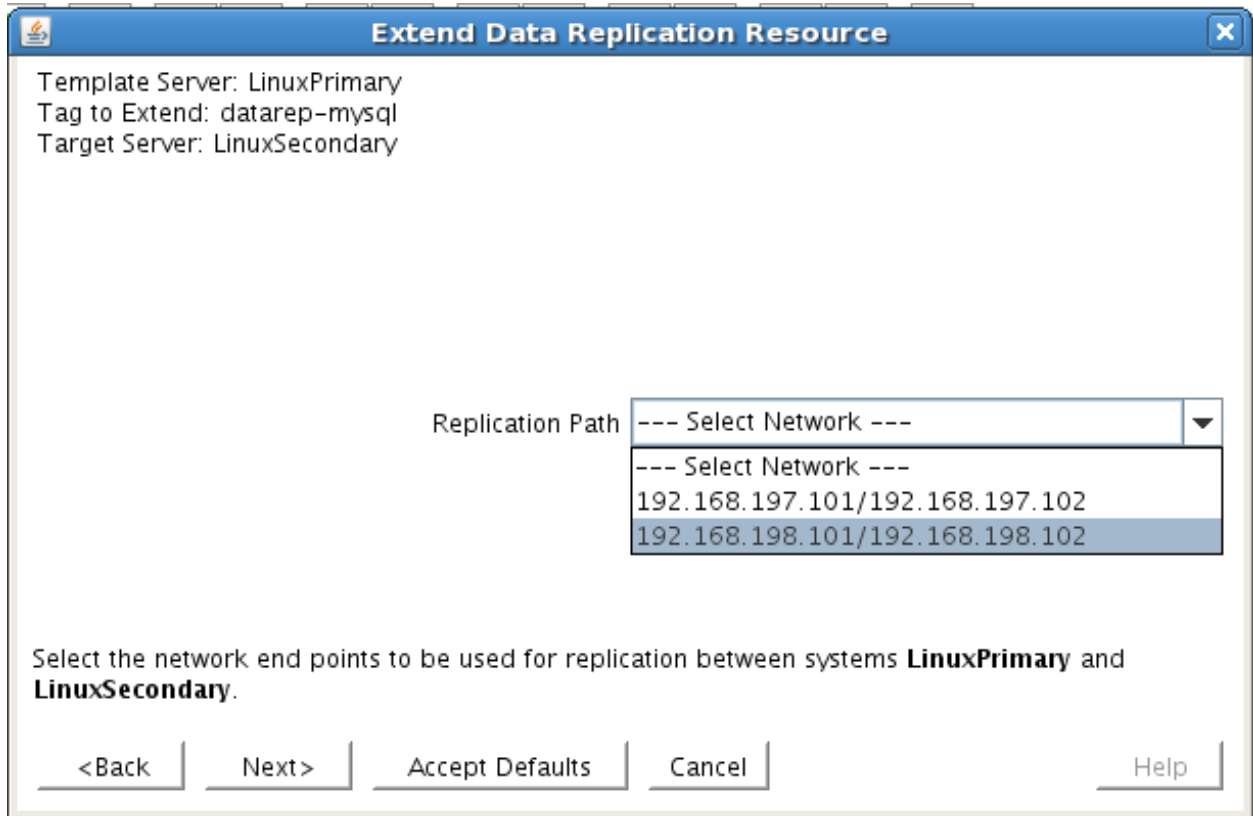 Extend Data Replication Resource
Template Server: LinuxPrimary
Tag to Extend: datarep-mysql
Target Server: LinuxSecondary
Replication Path --- Select Network ---
--- Select Network ---
192.168.197.101/192.168.197.102
192.168.198.101/192.168.198.102
Select the network end points to be used for replication between systems LinuxPrimary and
LinuxSecondary.
<Back Next> Accept Defaults Cancel Help